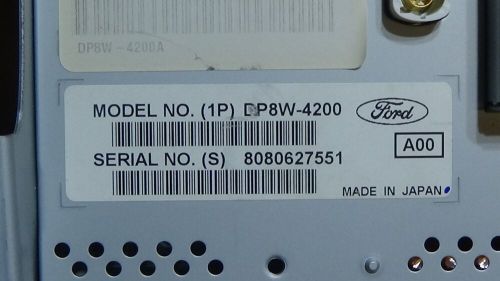 DP8W-4200A
MODEL NO. (1P) DP8W-4200
Ford
SERIAL NO. (S) 8080627551
A00
MADE IN JAPAN